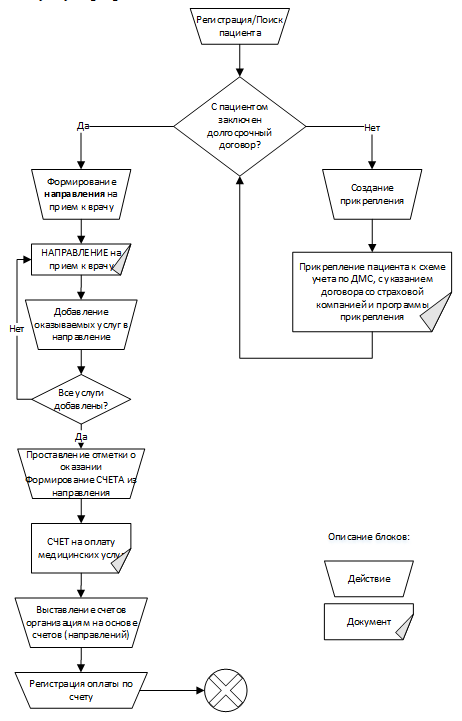 Регистрация/Поиск
пациента
С пациентом
заключен
долгосрочный
договор?
Да
Нет
Формирование
направления на
прием к врачу
Создание
прикрепления
НАПРАВЛЕНИЕ на
прием к врачу
Прикрепление пациента к схеме
учета по ДМС, с указанием
договора со страховой
компанией и программы
прикрепления
Добавление
оказываемых услуг в
направление
Нет
Все услуги
добавлены?
Да
Проставление отметки о
оказании
Формирование СЧЕТА из
направления
СЧЕТ на оплату
медицинских услуг
Описание блоков:
Действие
Документ
Выставление счетов
организациям на основе
счетов (направлений)
Регистрация оплаты по
счету